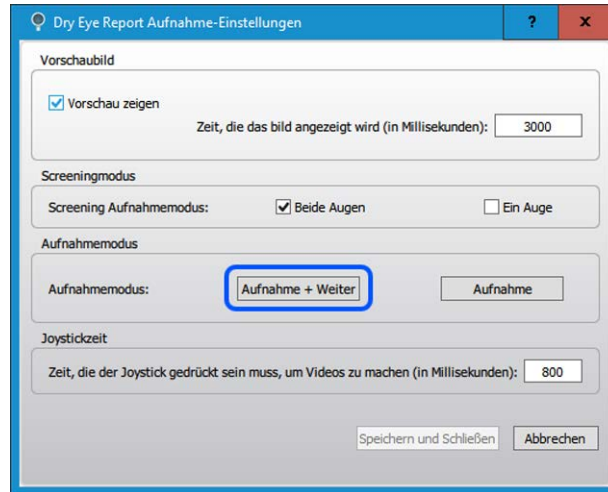 Dry Eye Report Aufnahme-Einstellungen ? x
Vorschaubild
Vorschau zeigen
Zeit, die das bild angezeigt wird (in Millisekunden): 3000
Screeningmodus
Screening Aufnahmemodus: Beide Augen Ein Auge
Aufnahmemodus
Aufnahmemodus: Aufnahme + Weiter Aufnahme
Joystickzeit
Zeit, die der Joystick gedrückt sein muss, um Videos zu machen (in Millisekunden): 800
Speichern und Schließen Abbrechen